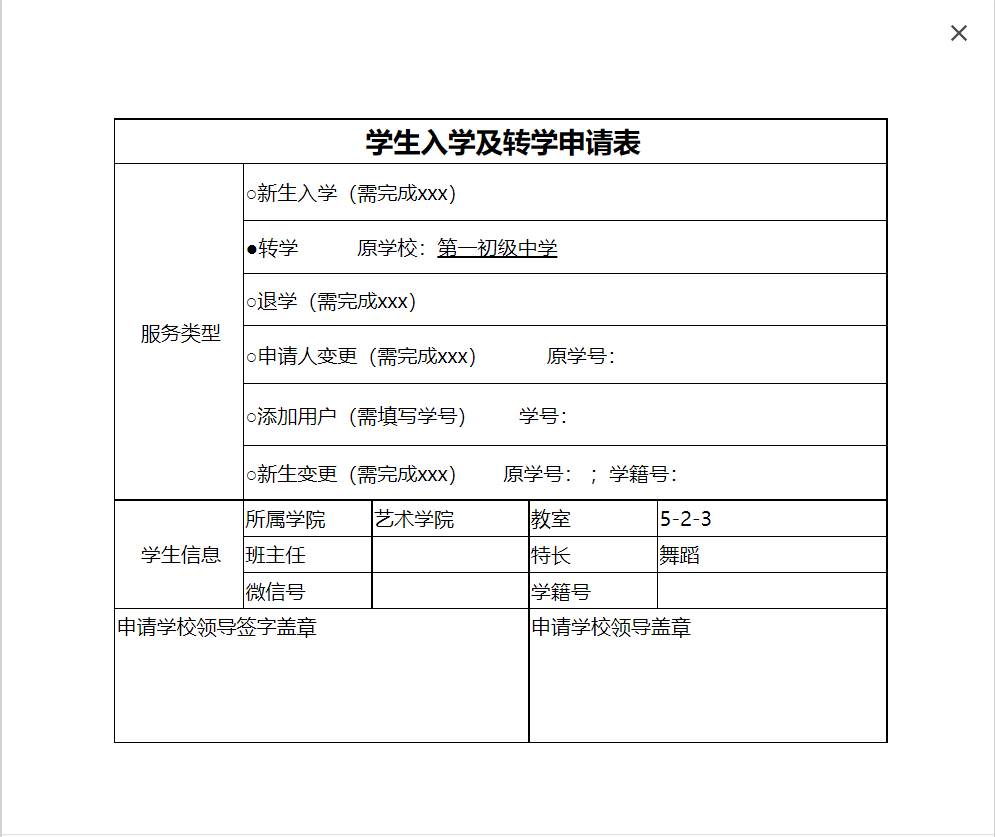 学生入学及转学申请表
服务类型
○新生入学（需完成xxx）
●转学 原学校：第一初级中学
○退学（需完成xxx）
○申请人变更（需完成xxx） 原学号：
○添加用户（需填写学号） 学号：
○新生变更（需完成xxx） 原学号： ；学籍号：
学生信息
所属学院 艺术学院 教室 5-2-3
班主任 特长 舞蹈
微信号 学籍号
申请学校领导签字盖章 申请学校领导盖章